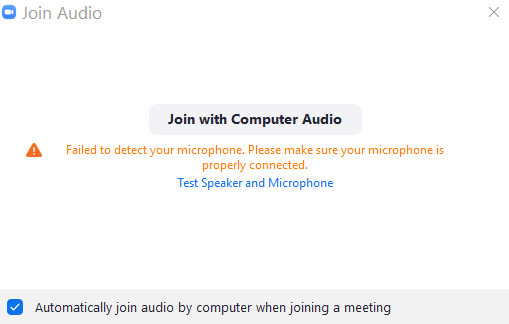 Join Audio
Join with Computer Audio
Failed to detect your microphone. Please make sure your microphone is
properly connected.
Test Speaker and Microphone
Automatically join audio by computer when joining a meeting